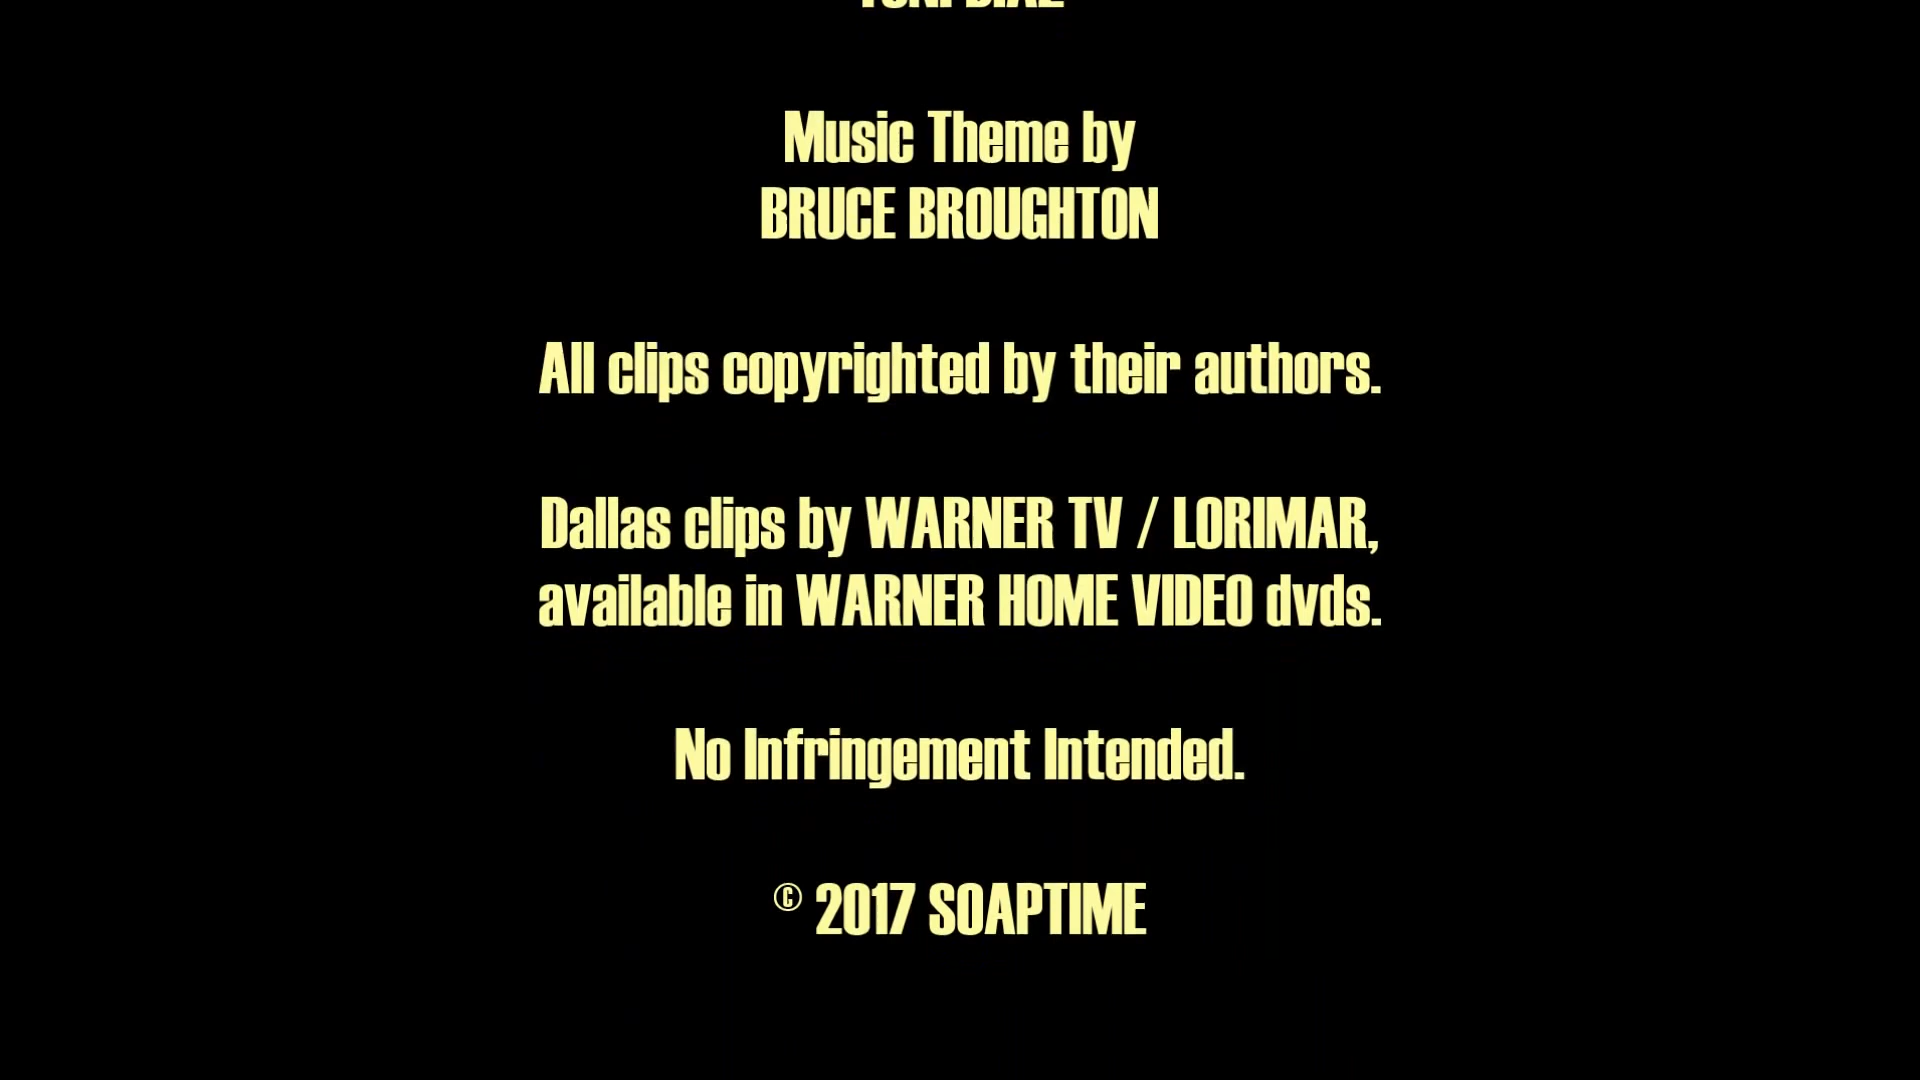 Music Theme by
BRUCE BROUGHTON
All clips copyrighted by their authors.
Dallas clips by WARNER TV / LORIMAR,
available in WARNER HOME VIDEO dvds.
No Infringement Intended.
© 2017 SOAPTIME